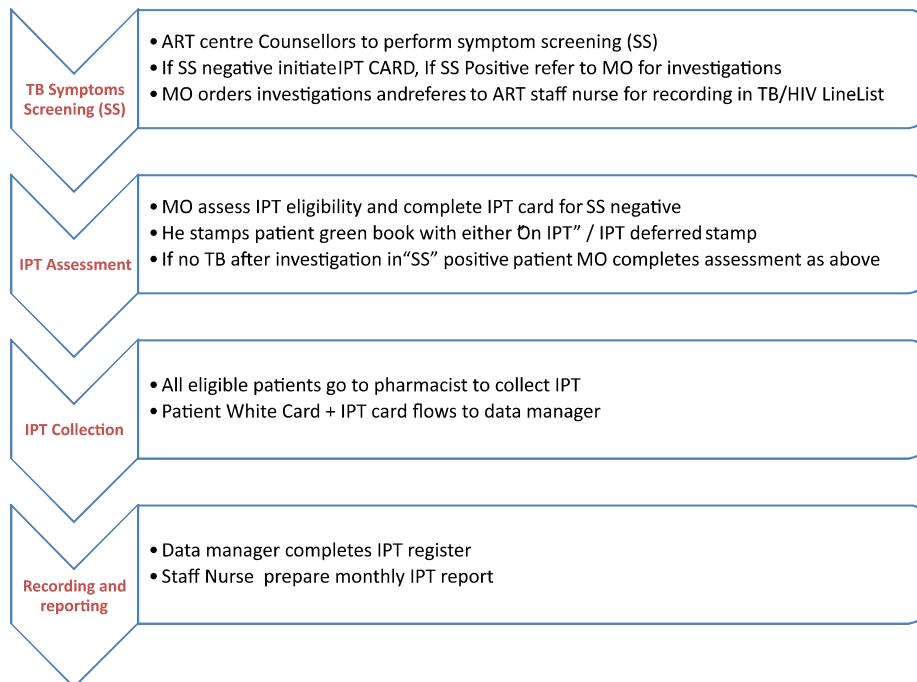 TB Symptoms
Screening (SS)
• ART centre Counsellors to perform symptom screening (SS)
• If SS negative initiateIPT CARD, If SS Positive refer to MO for investigations
• MO orders investigations andreferes to ART staff nurse for recording in TB/HIV LineList
IPT Assessment
• MO assess IPT eligibility and complete IPT card for SS negative
• He stamps patient green book with either “On IPT” / IPT deferred stamp
• If no TB after investigation in“SS” positive patient MO completes assessment as above
IPT Collection
• All eligible patients go to pharmacist to collect IPT
• Patient White Card + IPT card flows to data manager
Recording and
reporting
• Data manager completes IPT register
• Staff Nurse prepare monthly IPT report